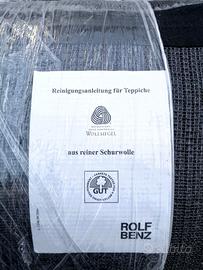 Reinigungsanleitung für Teppiche
WOLLSIEGEL
aus reiner Schurwolle
GUT
ROLF
BENZ